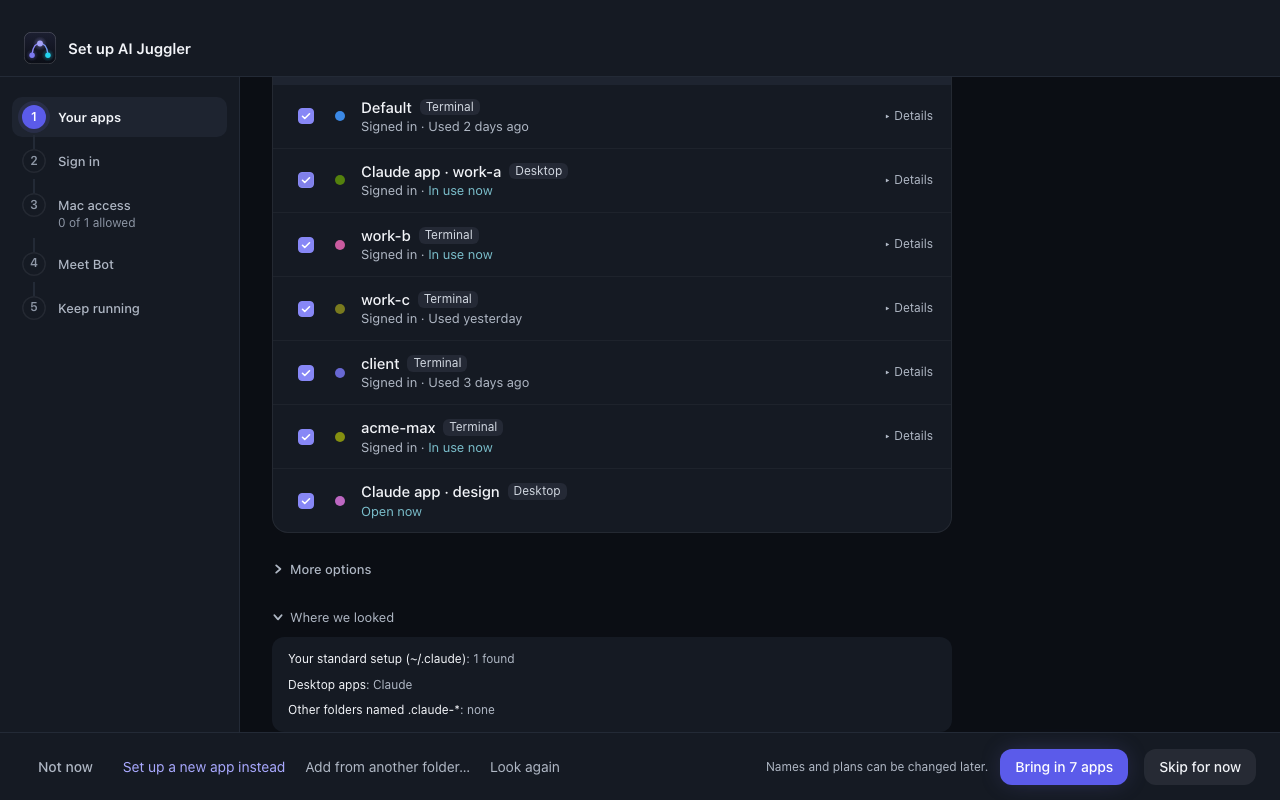 Set up AI Juggler
1 Your apps
2 Sign in
3 Mac access
0 of 1 allowed
4 Meet Bot
5 Keep running
Default Terminal
Signed in · Used 2 days ago
▸ Details
Claude app · work-a Desktop
Signed in · In use now
▸ Details
work-b Terminal
Signed in · In use now
▸ Details
work-c Terminal
Signed in · Used yesterday
▸ Details
client Terminal
Signed in · Used 3 days ago
▸ Details
acme-max Terminal
Signed in · In use now
▸ Details
Claude app · design Desktop
Open now
More options
Where we looked
Your standard setup (~/.claude): 1 found
Desktop apps: Claude
Other folders named .claude-*: none
Not now
Set up a new app instead
Add from another folder...
Look again
Names and plans can be changed later.
Bring in 7 apps
Skip for now